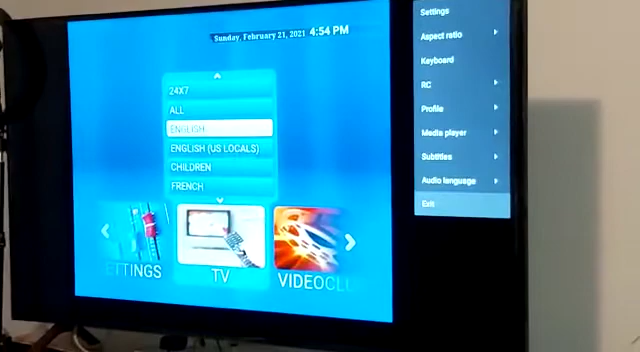 Sunday, February 21, 2021 4:54 PM
24X7
ALL
ENGLISH
ENGLISH (US LOCALS)
CHILDREN
FRENCH
ETTINGS
TV
VIDEOCLU
Settings
Aspect ratio
Keyboard
RC
Profile
Media player
Subtitles
Audio language
Exit